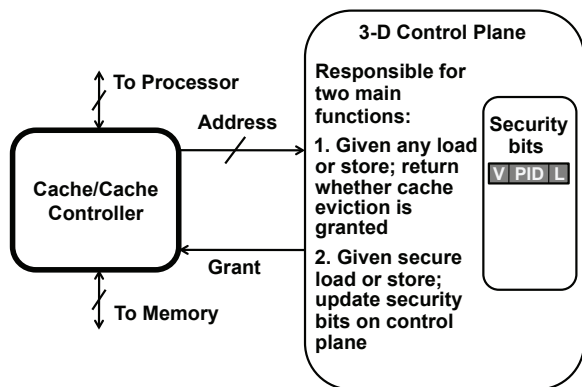 3-D Control Plane
To Processor
Address
Cache/Cache
Controller
Grant
To Memory
Responsible for
two main
functions:
1. Given any load
or store; return
whether cache
eviction is
granted
2. Given secure
load or store;
update security
bits on control
plane
Security
bits
V PID L